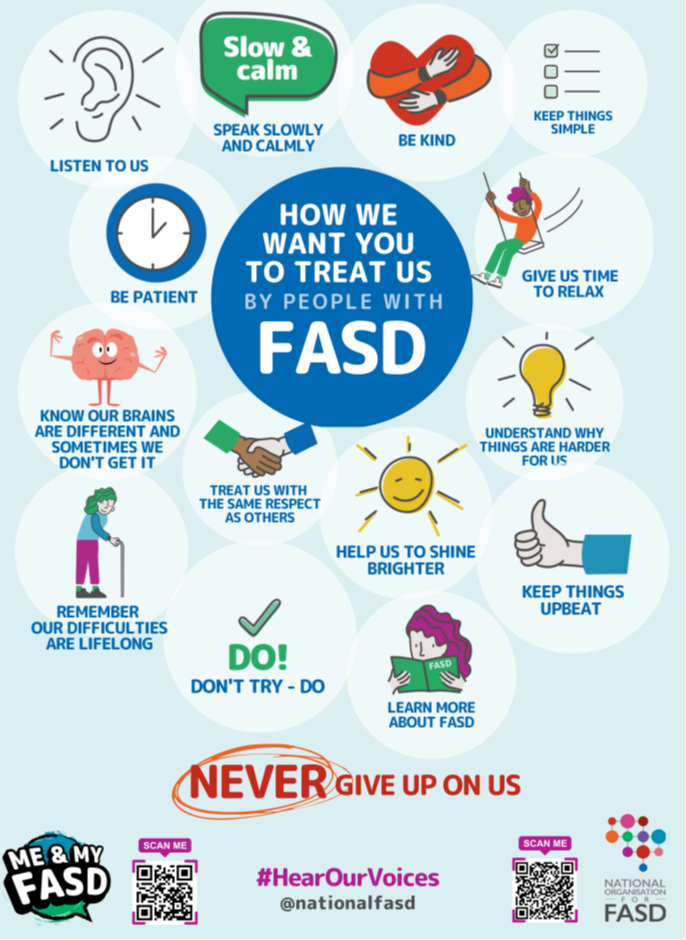 Slow &
calm
LISTEN TO US
SPEAK SLOWLY
AND CALMLY
BE KIND
KEEP THINGS
SIMPLE
BE PATIENT
HOW WE
WANT YOU
TO TREAT US
BY PEOPLE WITH
FASD
GIVE US TIME
TO RELAX
KNOW OUR BRAINS
ARE DIFFERENT AND
SOMETIMES WE
DON'T GET IT
TREAT US WITH
THE SAME RESPECT
AS OTHERS
UNDERSTAND WHY
THINGS ARE HARDER
FOR US
HELP US TO SHINE
BRIGHTER
KEEP THINGS
UPBEAT
REMEMBER
OUR DIFFICULTIES
ARE LIFELONG
DO!
DON'T TRY - DO
FASD
LEARN MORE
ABOUT FASD
NEVER GIVE UP ON US
ME & MY
FASD
SCAN ME
#HearOurVoices
@nationalfasd
SCAN ME
NATIONAL
ORGANISATION
FOR
FASD